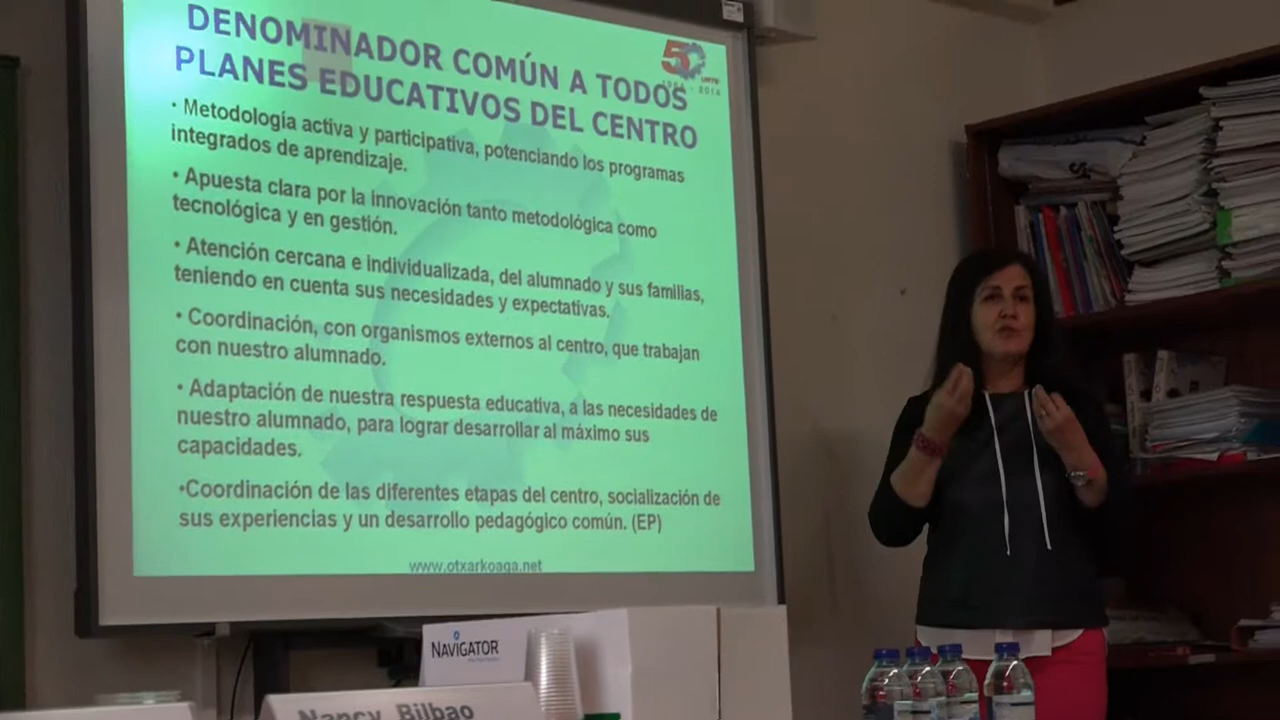 DENOMINADOR COMÚN A TODOS
PLANES EDUCATIVOS DEL CENTRO
50
• Metodología activa y participativa, potenciando los programas
integrados de aprendizaje.
• Apuesta clara por la innovación tanto metodológica como
tecnológica y en gestión.
• Atención cercana e individualizada, del alumnado y sus familias,
teniendo en cuenta sus necesidades y expectativas.
• Coordinación, con organismos externos al centro, que trabajan
con nuestro alumnado.
• Adaptación de nuestra respuesta educativa, a las necesidades de
nuestro alumnado, para lograr desarrollar al máximo sus
capacidades.
•Coordinación de las diferentes etapas del centro, socialización de
sus experiencias y un desarrollo pedagógico común. (EP)
www.otxarkoaga.net
NAVIGATOR
Nancy Bilbao